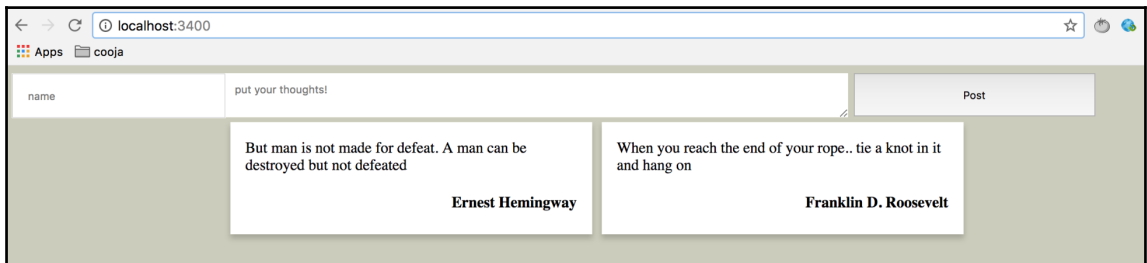 localhost:3400
Apps cooja
name put your thoughts! Post
But man is not made for defeat. A man can be
destroyed but not defeated
Ernest Hemingway
When you reach the end of your rope.. tie a knot in it
and hang on
Franklin D. Roosevelt